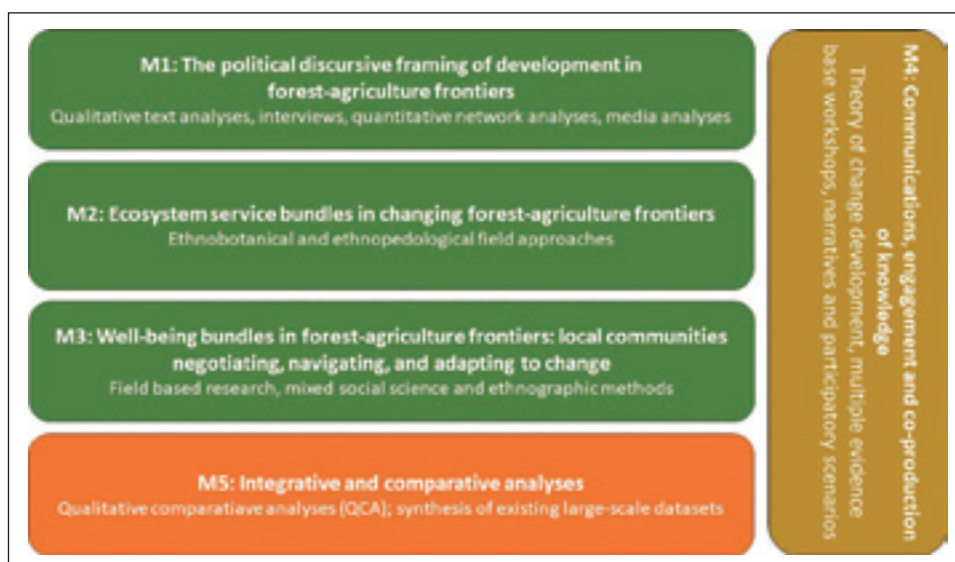 M1: The political discursive framing of development in
forest-agriculture frontiers
Qualitative text analyses, interviews, quantitative network analyses, media analyses
M2: Ecosystem service bundles in changing forest-agriculture frontiers
Ethnobotanical and ethnopedological field approaches
M3: Well-being bundles in forest-agriculture frontiers: local communities
negotiating, navigating, and adapting to change
Field based research, mixed social science and ethnographic methods
M5: Integrative and comparative analyses
Qualitative comparatiave analyses (QCA); synthesis of existing large-scale datasets
M4: Communications, engagement and co-production
of knowledge
Theory of change development, multiple evidence
base workshops, narratives and participatory scenarios